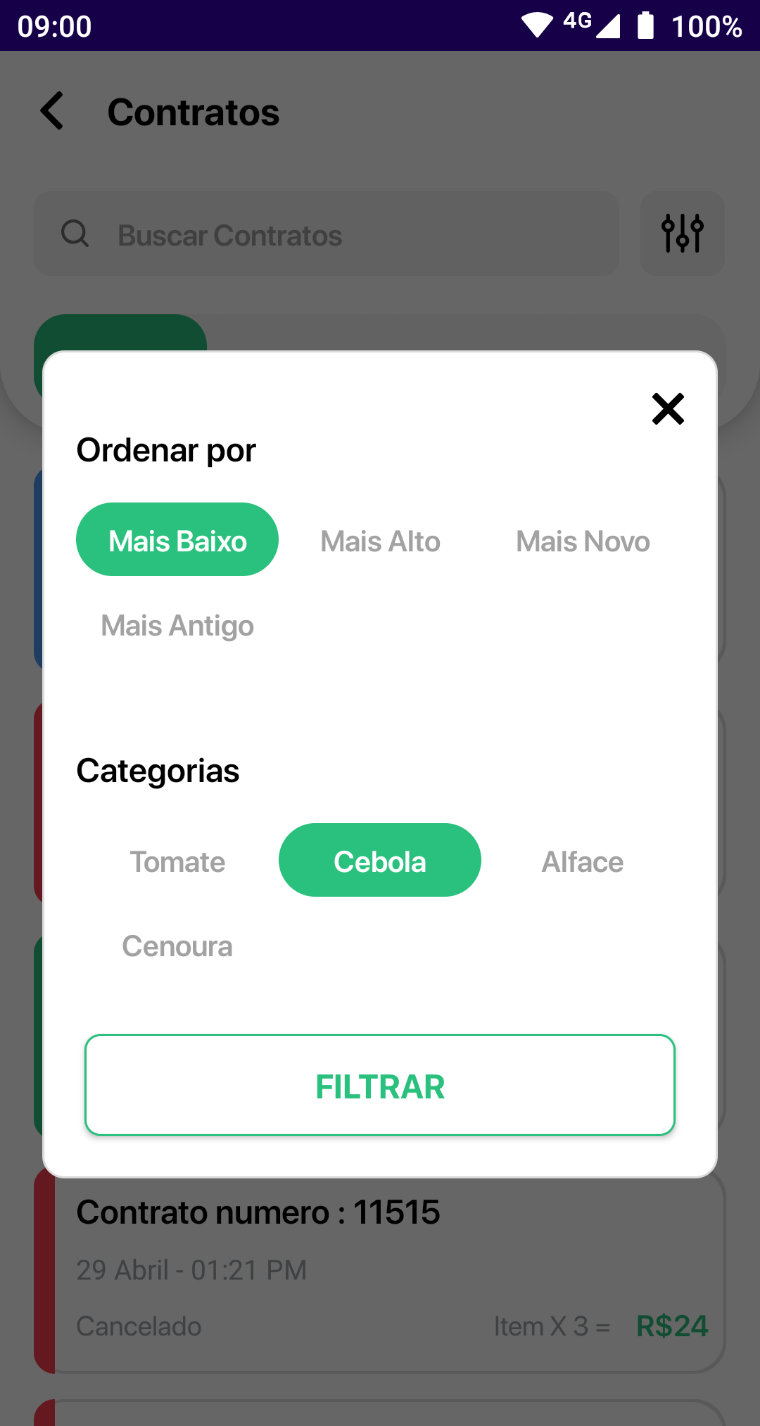 09:00 4G 100%
Contratos
Buscar Contratos
Ordenar por
Mais Baixo Mais Alto Mais Novo
Mais Antigo
Categorias
Tomate Cebola Alface
Cenoura
FILTRAR
Contrato numero : 11515
29 Abril - 01:21 PM
Cancelado Item X 3 = R$24